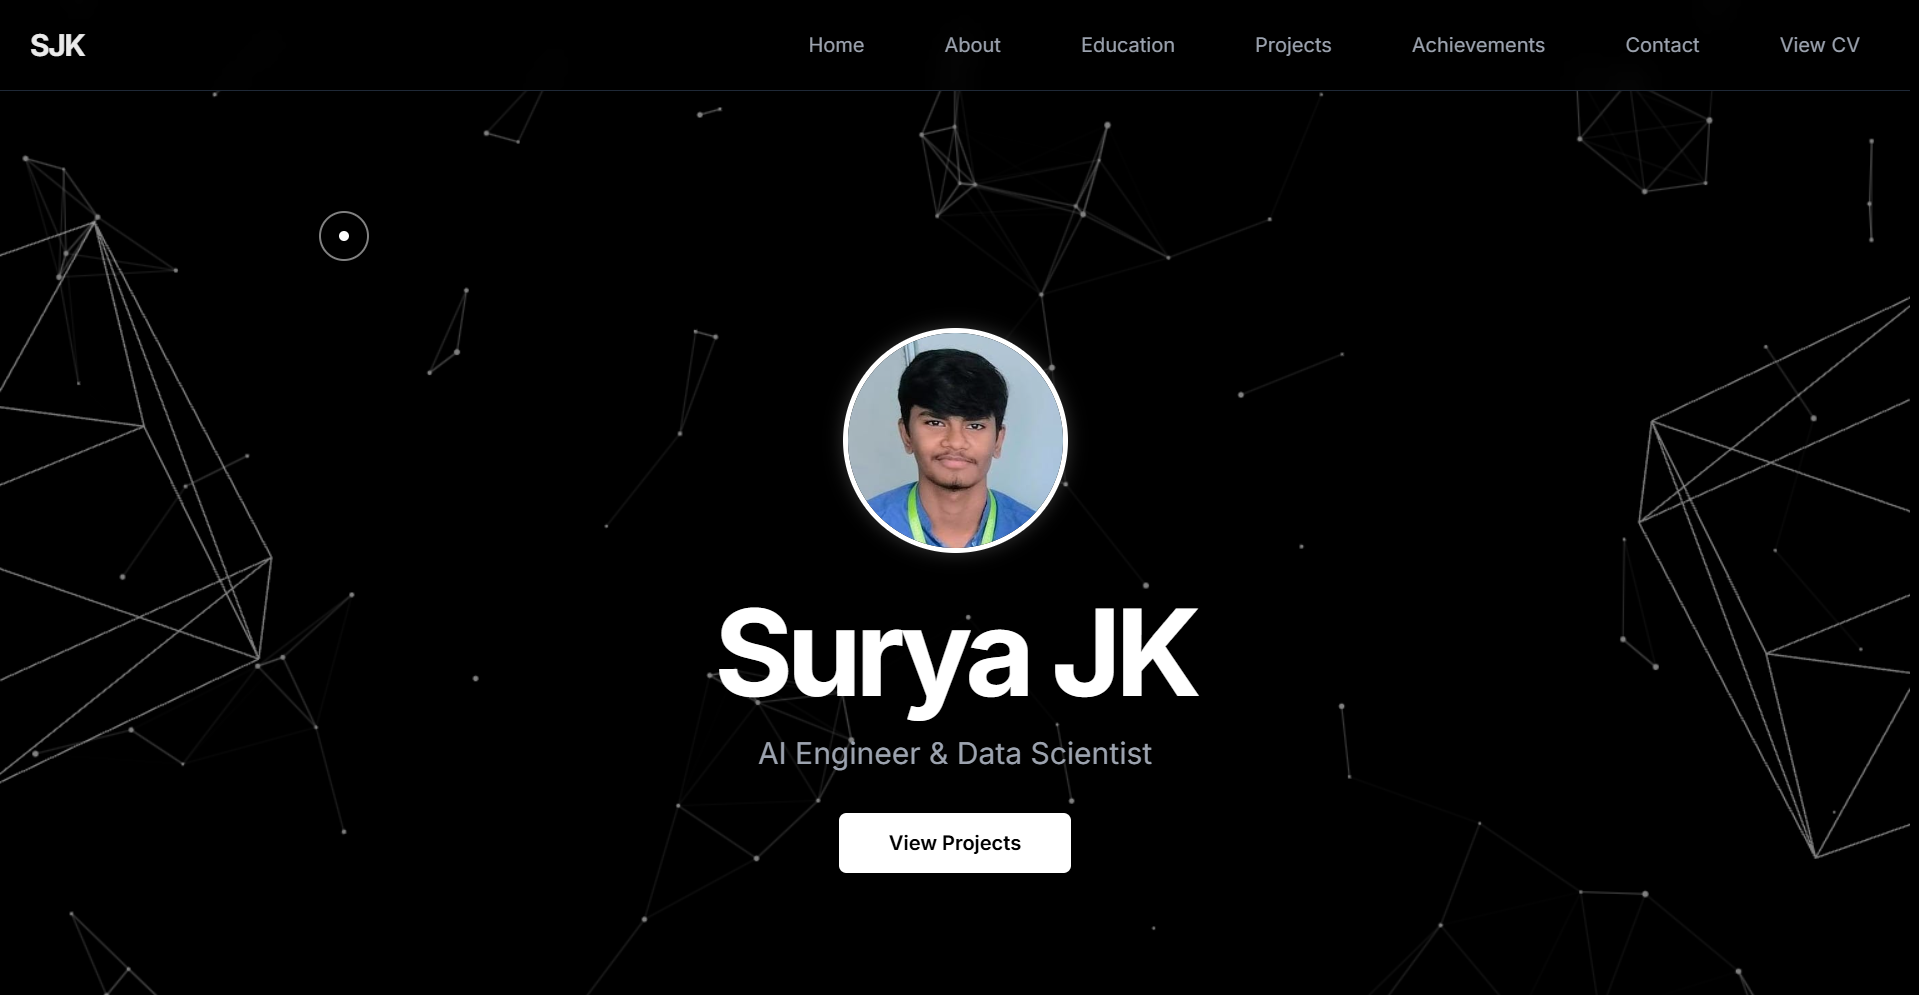 SJK
Home About Education Projects Achievements Contact View CV
Surya JK
AI Engineer & Data Scientist
View Projects